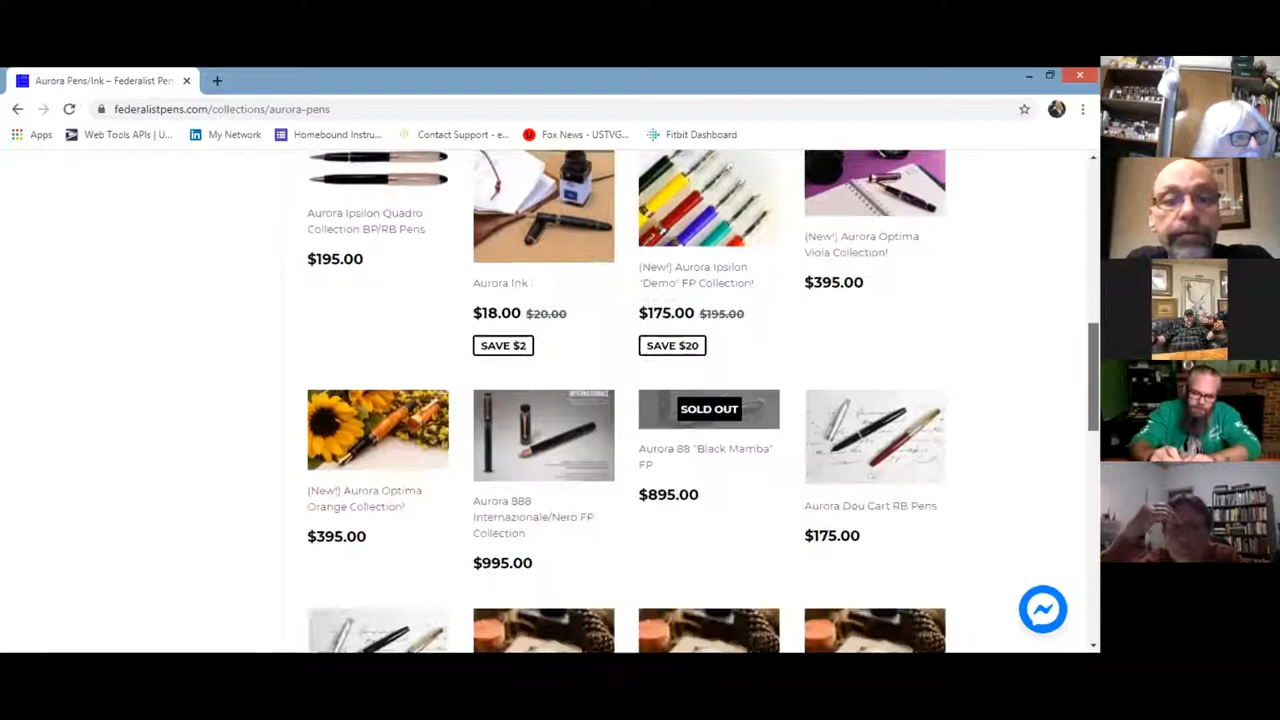 Aurora Pens/Ink – Federalist Pen
federalistpens.com/collections/aurora-pens
Apps
Web Tools APIs | U...
My Network
Homebound Instru...
Contact Support - e...
Fox News - USTVG...
Fitbit Dashboard
Aurora Ipsilon Quadro
Collection BP/RB Pens
$195.00
Aurora Ink
$18.00 $20.00
SAVE $2
(New!) Aurora Ipsilon
"Demo" FP Collection!
$175.00 $195.00
SAVE $20
(New!) Aurora Optima
Viola Collection!
$395.00
(New!) Aurora Optima
Orange Collection!
$395.00
INTERNAZIONALE
Aurora 888
Internazionale/Nero FP
Collection
$995.00
SOLD OUT
Aurora 88 "Black Mamba"
FP
$895.00
Aurora Dou Cart RB Pens
$175.00